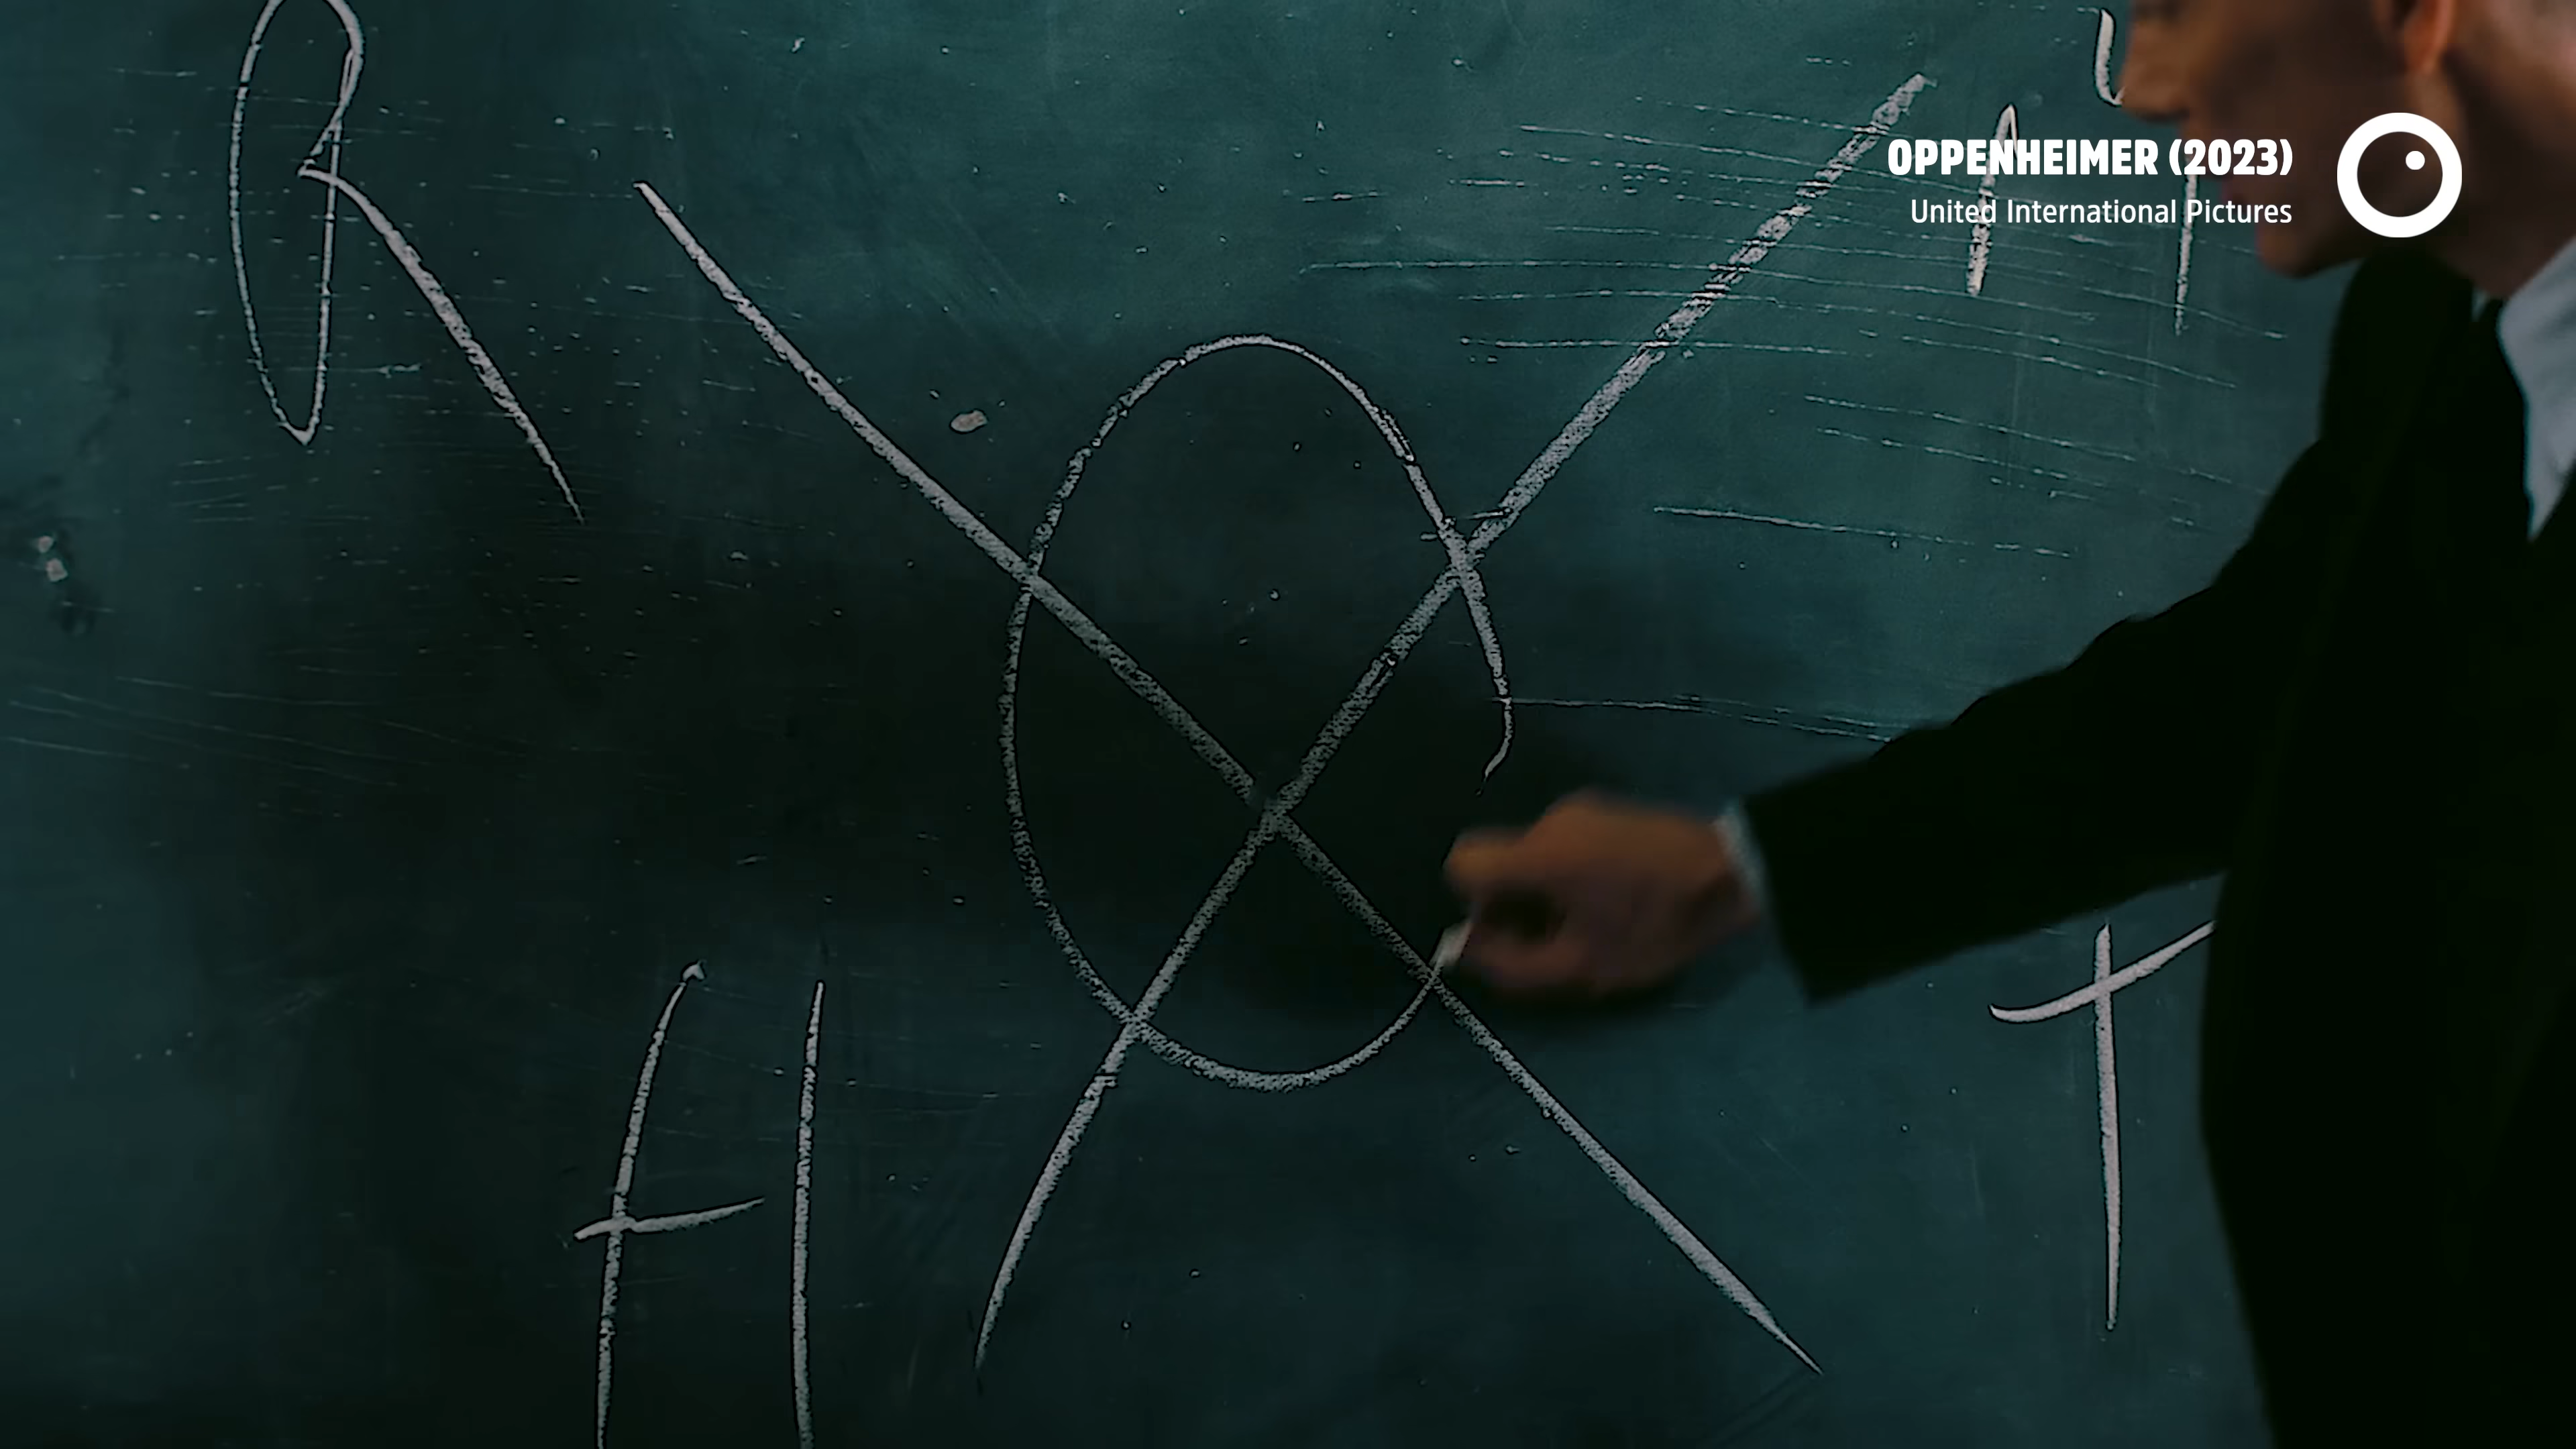 R
OPPENHEIMER (2023)
United International Pictures
X
H
T